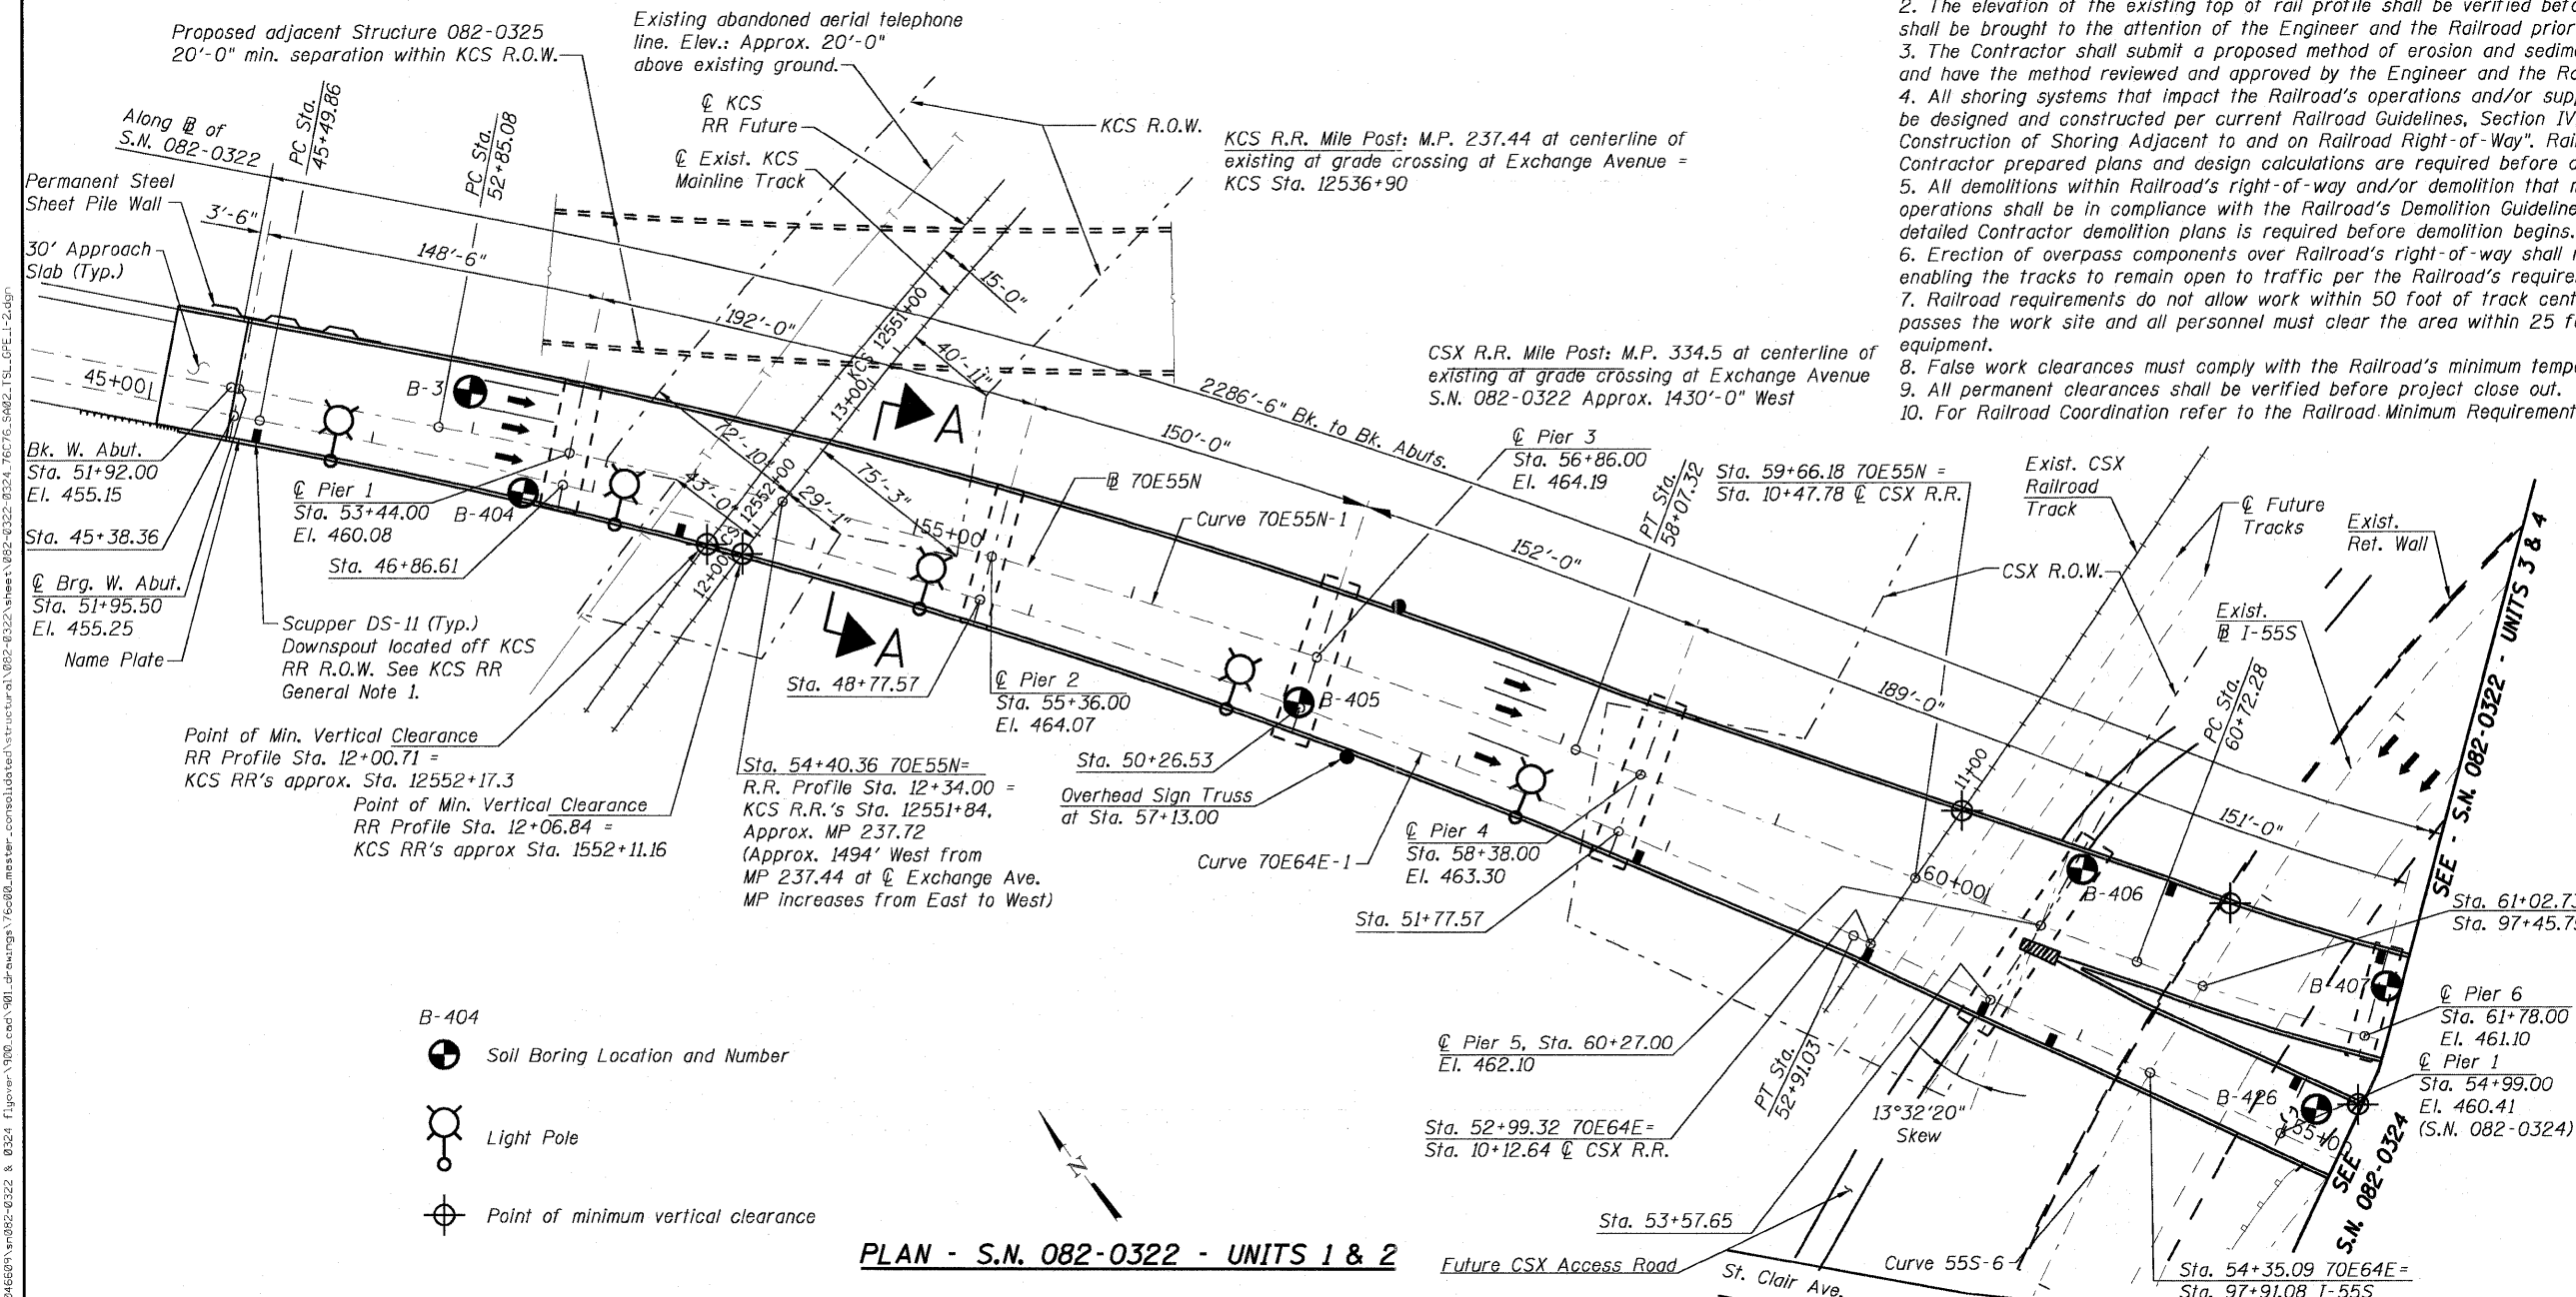 Proposed adjacent Structure 082-0325
20'-0" min. separation within KCS R.O.W.
Existing abandoned aerial telephone
line. Elev.: Approx. 20'-0"
above existing ground.
Along ℄ of
S.N. 082-0322
PC Sta.
45+49.86
PC Sta.
52+85.08
℄ KCS
RR Future
℄ Exist. KCS
Mainline Track
KCS R.O.W.
KCS R.R. Mile Post: M.P. 237.44 at centerline of
existing at grade crossing at Exchange Avenue =
KCS Sta. 12536+90
2. The elevation of the existing top of rail profile shall be verified
shall be brought to the attention of the Engineer and the Railroad prior
3. The Contractor shall submit a proposed method of erosion and
and have the method reviewed and approved by the Engineer and the
4. All shoring systems that impact the Railroad's operations and/or
be designed and constructed per current Railroad Guidelines, Section IV
Construction of Shoring Adjacent to and on Railroad Right-of-Way".
Contractor prepared plans and design calculations are required before
5. All demolitions within Railroad's right-of-way and/or demolition that
operations shall be in compliance with the Railroad's Demolition
detailed Contractor demolition plans is required before demolition begins.
6. Erection of overpass components over Railroad's right-of-way shall
enabling the tracks to remain open to traffic per the Railroad's
7. Railroad requirements do not allow work within 50 foot of track
passes the work site and all personnel must clear the area within 25
equipment.
8. False work clearances must comply with the Railroad's minimum
9. All permanent clearances shall be verified before project close out.
10. For Railroad Coordination refer to the Railroad Minimum
Permanent Steel
Sheet Pile Wall
30' Approach
Slab (Typ.)
3'-6"
148'-6"
192'-0"
15'-0"
40'-11"
KCS 12551+00
13+00
2286'-6" Bk. to Bk. Abuts.
150'-0"
152'-0"
189'-0"
151'-0"
CSX R.R. Mile Post: M.P. 334.5 at centerline of
existing at grade crossing at Exchange Avenue
S.N. 082-0322 Approx. 1430'-0" West
45+00
B-3
A
72'-10"
43'-0"
29'-1"
75'-3"
KCS 12552+00
12+00
55+00
℄ 70E55N
Curve 70E55N-1
A
℄ Pier 3
Sta. 56+86.00
El. 464.19
PT Sta.
58+07.32
Sta. 59+66.18 70E55N =
Sta. 10+47.78 ℄ CSX R.R.
Exist. CSX
Railroad
Track
℄ Future
Tracks
Exist.
Ret. Wall
CSX R.O.W.
Exist.
℄ I-55S
PC Sta.
60+72.28
SEE - S.N. 082-0322 - UNITS 3 & 4
Bk. W. Abut.
Sta. 51+92.00
El. 455.15
Sta. 45+38.36
℄ Brg. W. Abut.
Sta. 51+95.50
El. 455.25
Name Plate
℄ Pier 1
Sta. 53+44.00
El. 460.08
B-404
Sta. 46+86.61
Scupper DS-11 (Typ.)
Downspout located off KCS
RR R.O.W. See KCS RR
General Note 1.
Point of Min. Vertical Clearance
RR Profile Sta. 12+00.71 =
KCS RR's approx. Sta. 12552+17.3
Point of Min. Vertical Clearance
RR Profile Sta. 12+06.84 =
KCS RR's approx Sta. 1552+11.16
Sta. 48+77.57
Sta. 54+40.36 70E55N=
R.R. Profile Sta. 12+34.00 =
KCS R.R.'s Sta. 12551+84.
Approx. MP 237.72
(Approx. 1494' West from
MP 237.44 at ℄ Exchange Ave.
MP increases from East to West)
℄ Pier 2
Sta. 55+36.00
El. 464.07
B-405
Sta. 50+26.53
Overhead Sign Truss
at Sta. 57+13.00
Curve 70E64E-1
℄ Pier 4
Sta. 58+38.00
El. 463.30
Sta. 51+77.57
11+00
60+00
B-406
B-407
Sta. 97+45.
℄ Pier 6
Sta. 61+78.00
El. 461.10
℄ Pier 1
Sta. 54+99.00
El. 460.41
(S.N. 082-0324)
B-426
55+00
SEE
S.N. 082-0324
℄ Pier 5, Sta. 60+27.00
El. 462.10
PT Sta.
52+91.03
Sta. 52+99.32 70E64E=
Sta. 10+12.64 ℄ CSX R.R.
13°32'20"
Skew
Sta. 53+57.65
Future CSX Access Road
St. Clair Ave.
Curve 55S-6
Sta. 54+35.09 70E64E=
Sta. 97+91.08 I-55S
B-404
Soil Boring Location and Number
Light Pole
Point of minimum vertical clearance
N
PLAN - S.N. 082-0322 - UNITS 1 & 2